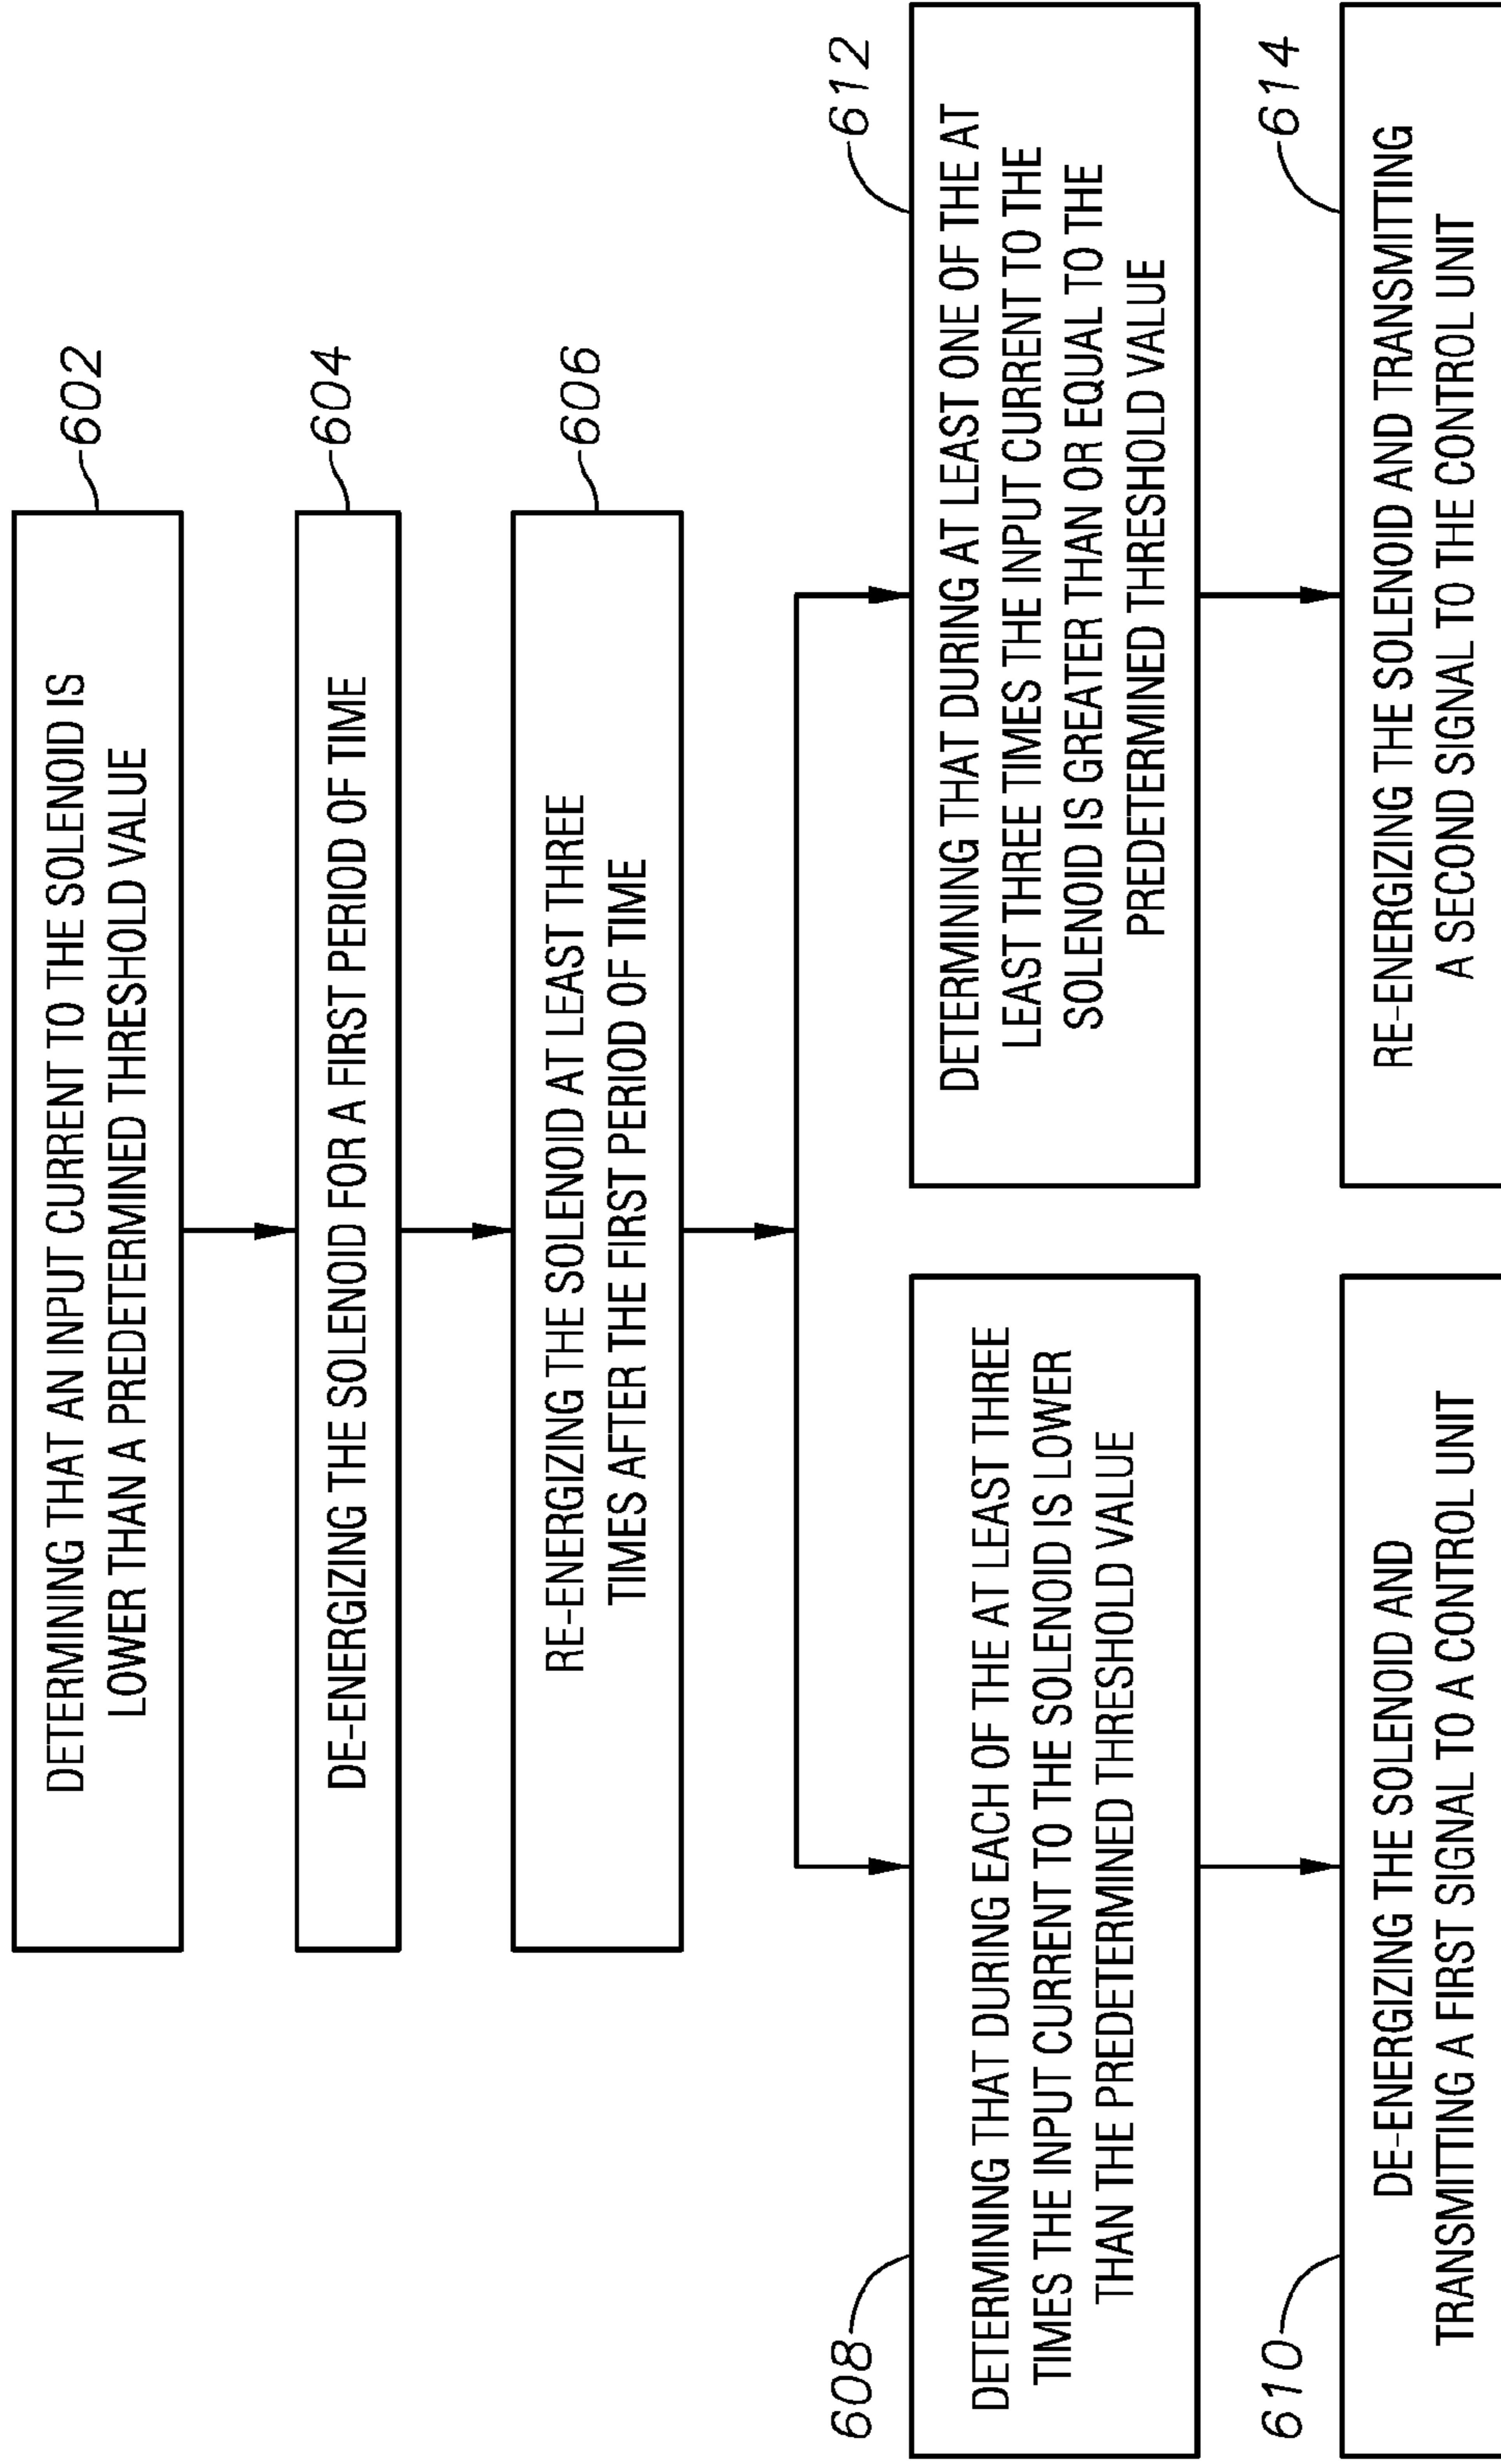 DETERMINING THAT AN INPUT CURRENT TO THE SOLENOID IS
LOWER THAN A PREDETERMINED THRESHOLD VALUE
602
DE-ENERGIZING THE SOLENOID FOR A FIRST PERIOD OF TIME
604
RE-ENERGIZING THE SOLENOID AT LEAST THREE
TIMES AFTER THE FIRST PERIOD OF TIME
606
608
DETERMINING THAT DURING EACH OF THE AT LEAST THREE
TIMES THE INPUT CURRENT TO THE SOLENOID IS LOWER
THAN THE PREDETERMINED THRESHOLD VALUE
612
DETERMINING THAT DURING AT LEAST ONE OF THE AT
LEAST THREE TIMES THE INPUT CURRENT TO THE
SOLENOID IS GREATER THAN OR EQUAL TO THE
PREDETERMINED THRESHOLD VALUE
610
DE-ENERGIZING THE SOLENOID AND
TRANSMITTING A FIRST SIGNAL TO A CONTROL UNIT
614
RE-ENERGIZING THE SOLENOID AND TRANSMITTING
A SECOND SIGNAL TO THE CONTROL UNIT